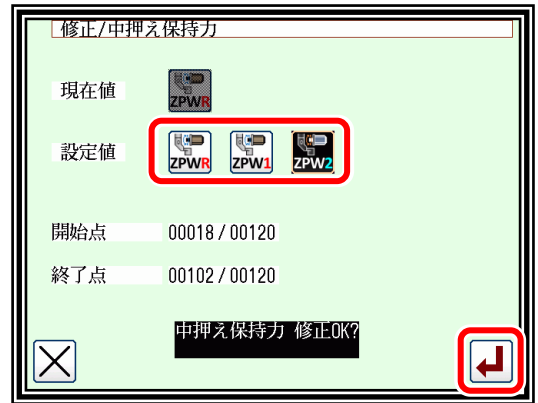 修正/中押え保持力
現在値 ZPWR
設定値 ZPWR ZPW1 ZPW2
開始点 00018/00120
終了点 00102/00120
中押え保持力 修正OK?